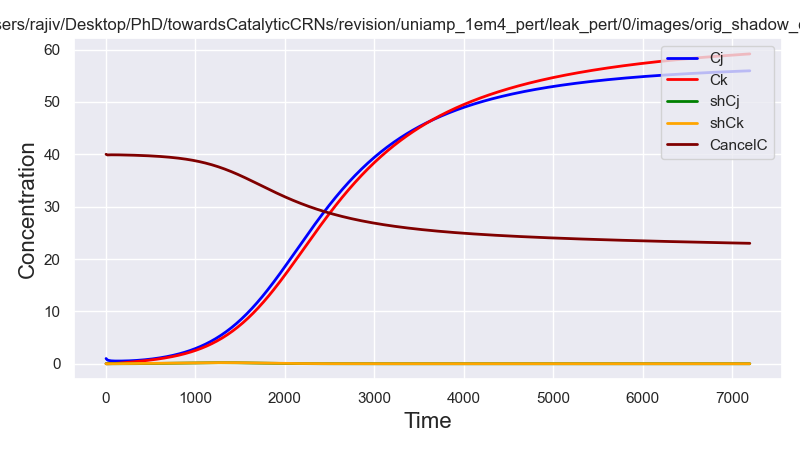 sers/rajiv/Desktop/PhD/towardsCatalyticCRNs/revision/uniamp_1em4_pert/leak_pert/0/images/orig_shadow_
60
50
40
30
20
10
0
Concentration
0
1000
2000
3000
4000
5000
6000
7000
Time
Cj
Ck
shCj
shCk
CancelC